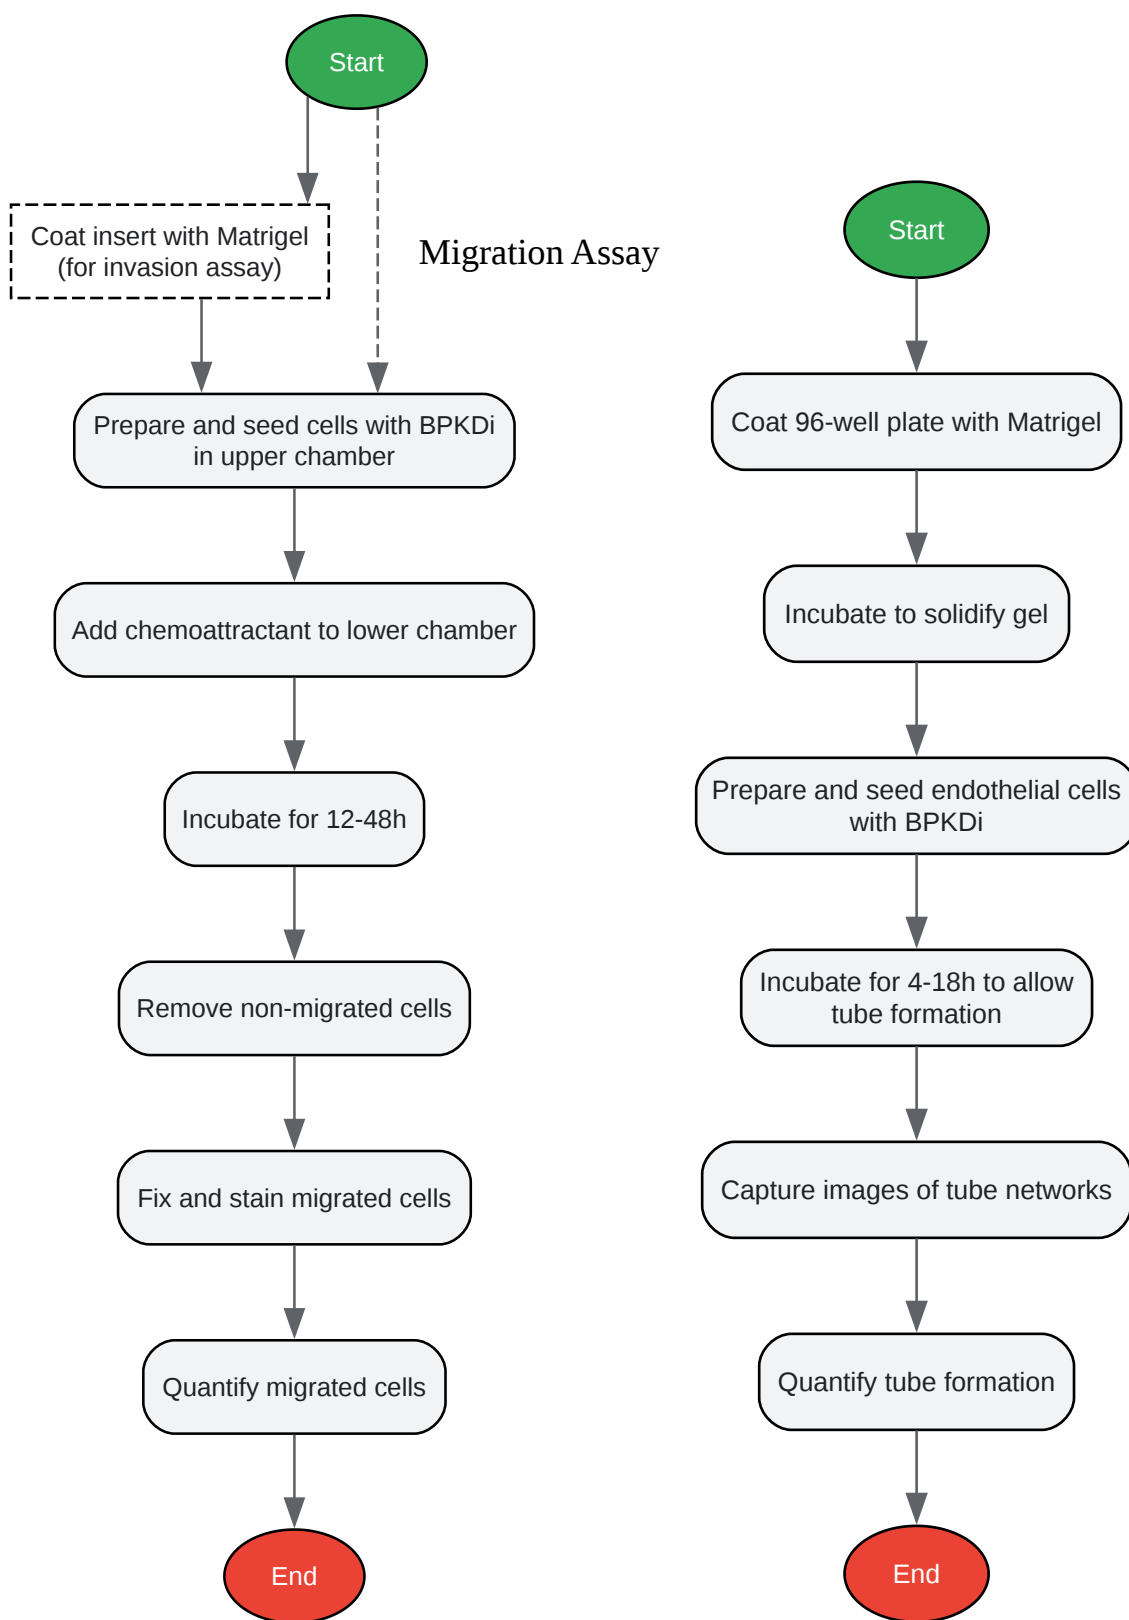 Start
Coat insert with Matrigel
(for invasion assay)
Migration Assay
Prepare and seed cells with BPKDi
in upper chamber
Add chemoattractant to lower chamber
Incubate for 12-48h
Remove non-migrated cells
Fix and stain migrated cells
Quantify migrated cells
End
Start
Coat 96-well plate with Matrigel
Incubate to solidify gel
Prepare and seed endothelial cells
with BPKDi
Incubate for 4-18h to allow
tube formation
Capture images of tube networks
Quantify tube formation
End